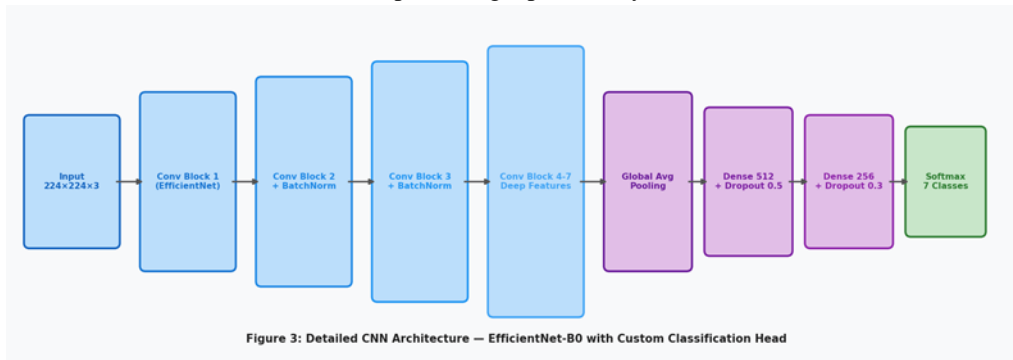 Input
224×224×3
Conv Block 1
(EfficientNet)
Conv Block 2
+ BatchNorm
Conv Block 3
+ BatchNorm
Conv Block 4-7
Deep Features
Global Avg
Pooling
Dense 512
+ Dropout 0.5
Dense 256
+ Dropout 0.3
Softmax
7 Classes
Figure 3: Detailed CNN Architecture — EfficientNet-B0 with Custom Classification Head